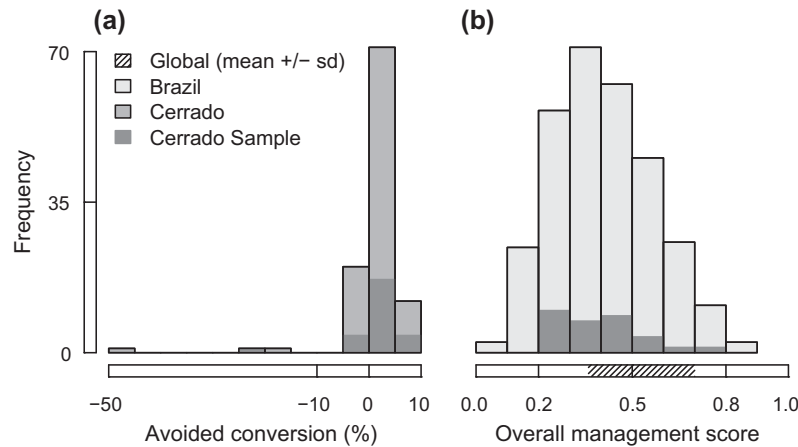 (a)
(b)
70
35
0
Frequency
Global (mean +/− sd)
Brazil
Cerrado
Cerrado Sample
−50
−10
0
10
Avoided conversion (%)
0.0
0.2
0.5
0.8
1.0
Overall management score